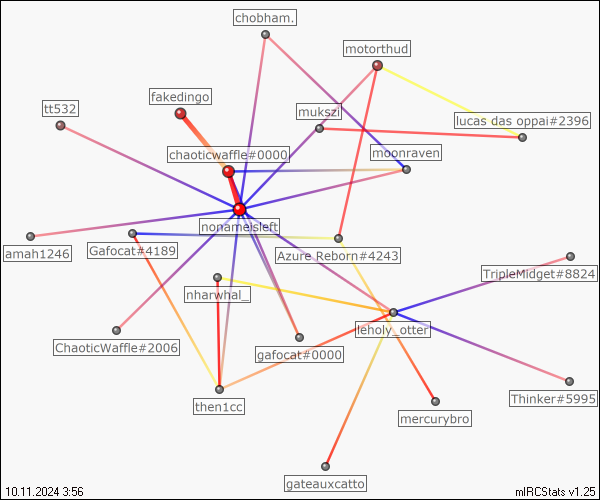 chobham.
motorthud
fakedingo
mukszi
tt532
lucas das oppai#2396
chaoticwaffle#0000
moonraven
nonameisleft
amah1246
Gafocat#4189
Azure Reborn#4243
TripleMidget#8824
nharwhal_
leholy_otter
ChaoticWaffle#2006
gafocat#0000
then1cc
Thinker#5995
mercurybro
gateauxcatto
10.11.2024 3:56
mIRCStats v1.25